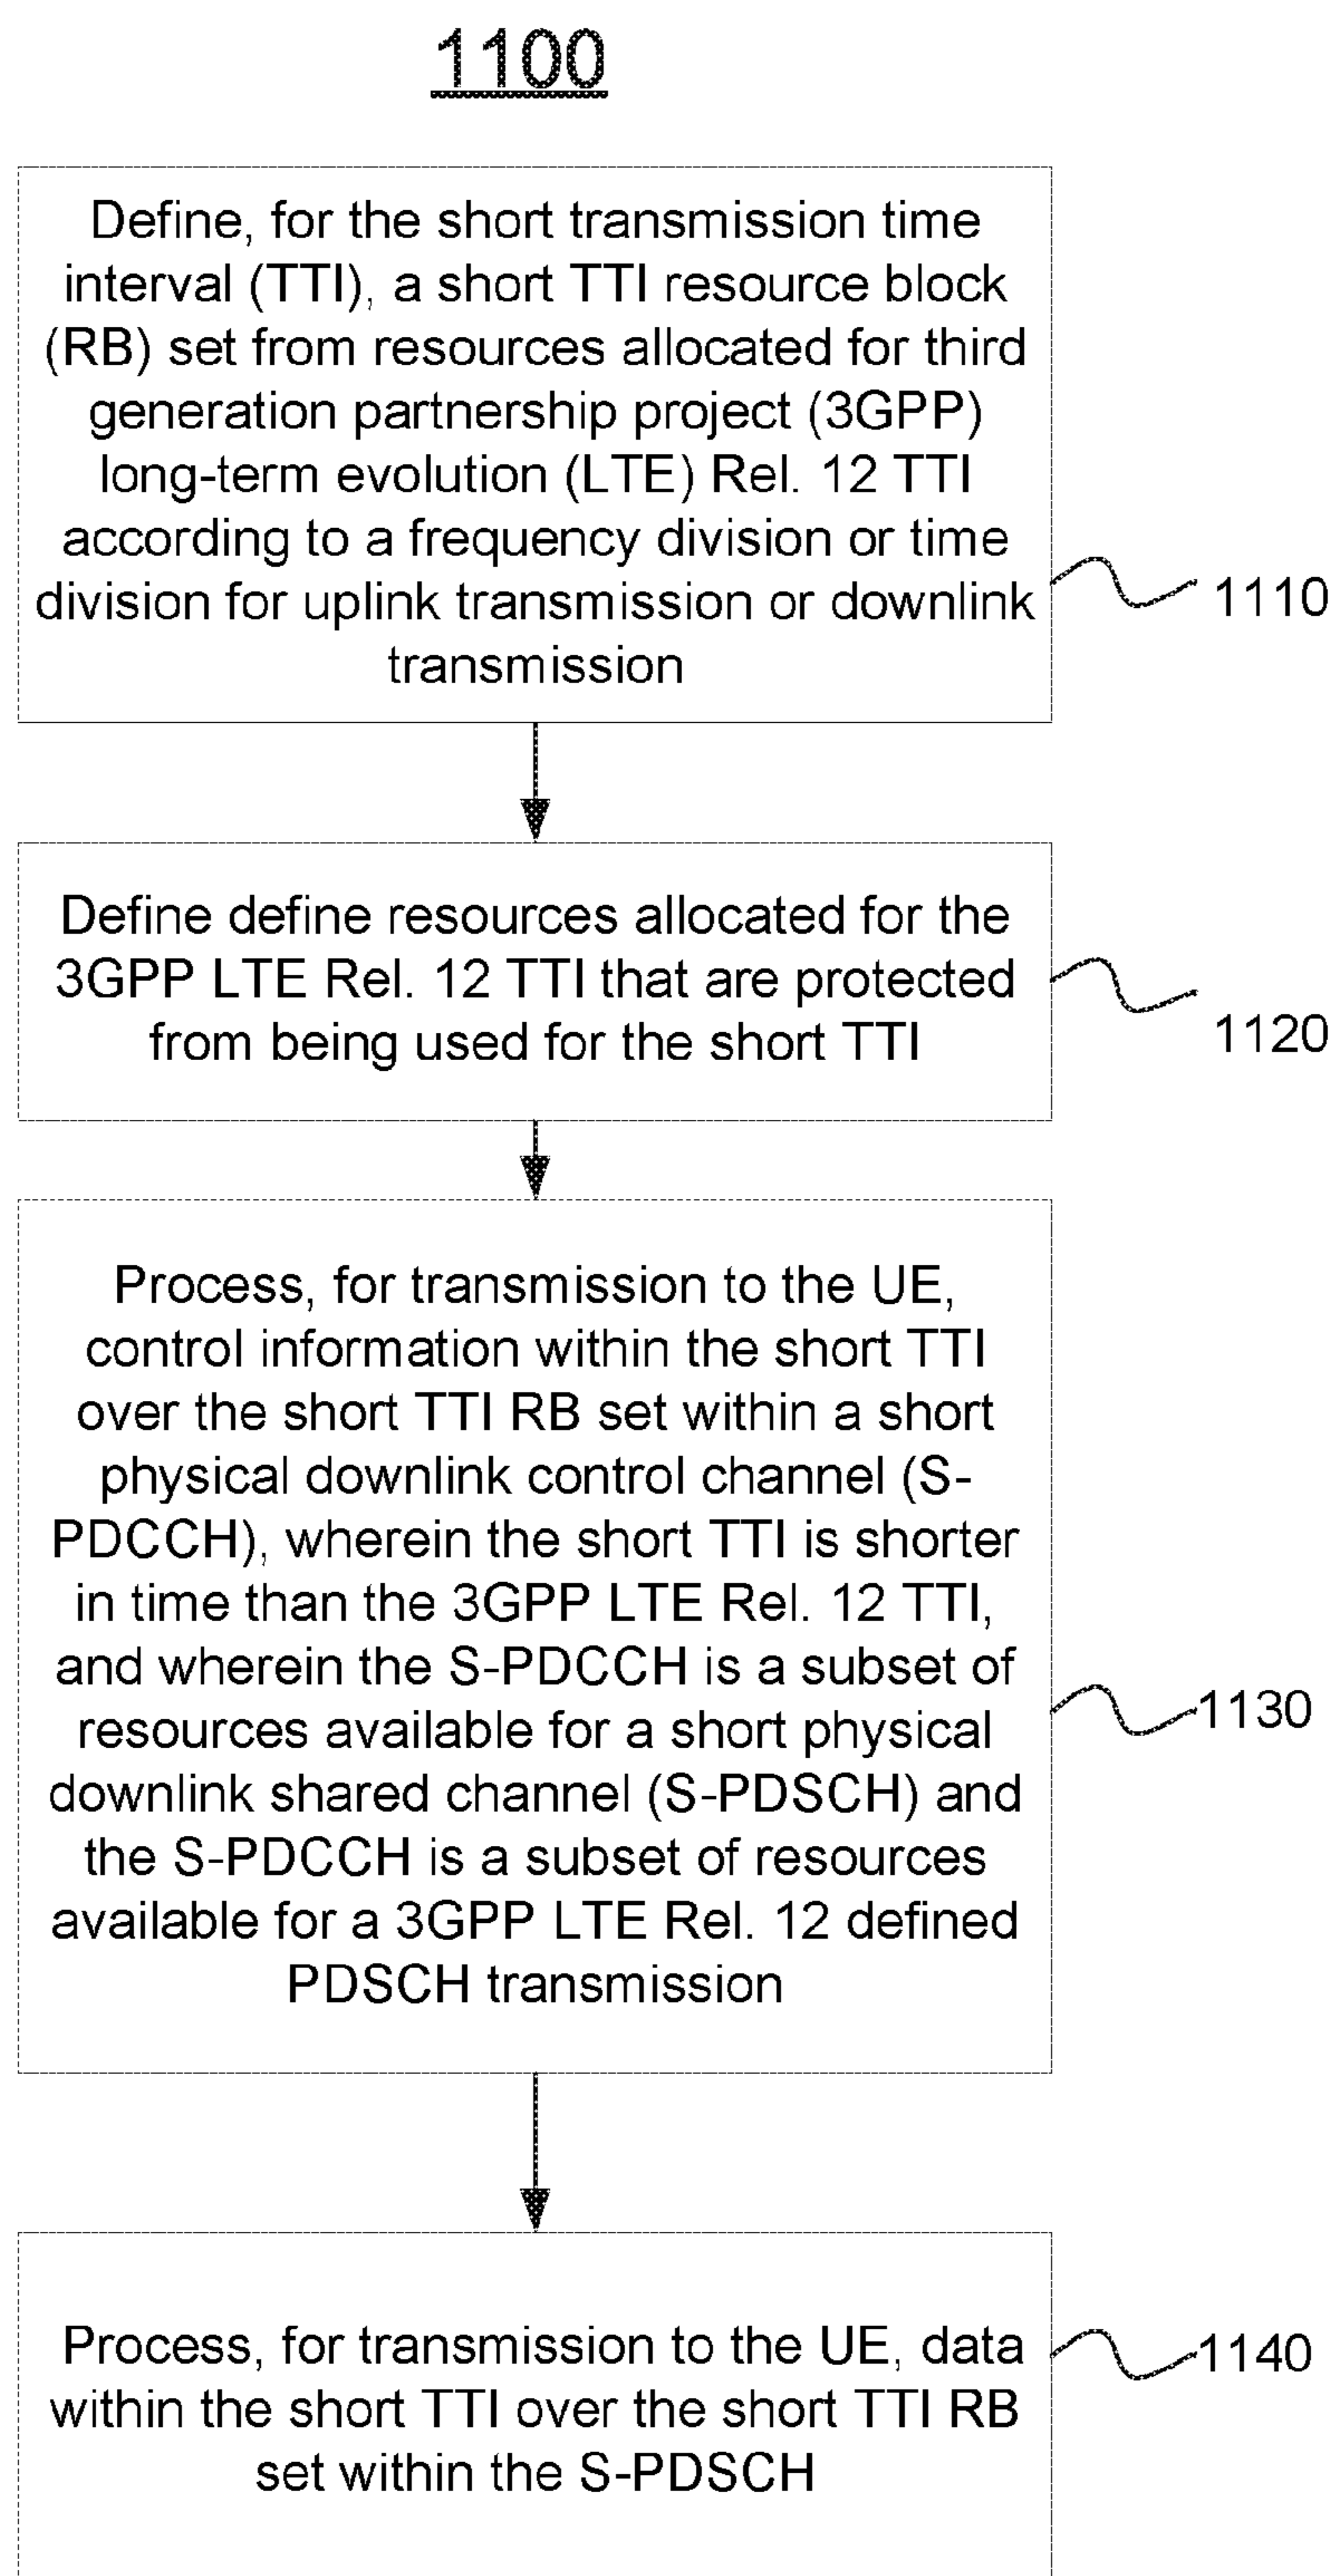 1100
Define, for the short transmission time
interval (TTI), a short TTI resource block
(RB) set from resources allocated for third
generation partnership project (3GPP)
long-term evolution (LTE) Rel. 12 TTI
according to a frequency division or time
division for uplink transmission or downlink
transmission
1110
Define define resources allocated for the
3GPP LTE Rel. 12 TTI that are protected
from being used for the short TTI
1120
Process, for transmission to the UE,
control information within the short TTI
over the short TTI RB set within a short
physical downlink control channel (S-
PDCCH), wherein the short TTI is shorter
in time than the 3GPP LTE Rel. 12 TTI,
and wherein the S-PDCCH is a subset of
resources available for a short physical
downlink shared channel (S-PDSCH) and
the S-PDCCH is a subset of resources
available for a 3GPP LTE Rel. 12 defined
PDSCH transmission
1130
Process, for transmission to the UE, data
within the short TTI over the short TTI RB
set within the S-PDSCH
1140